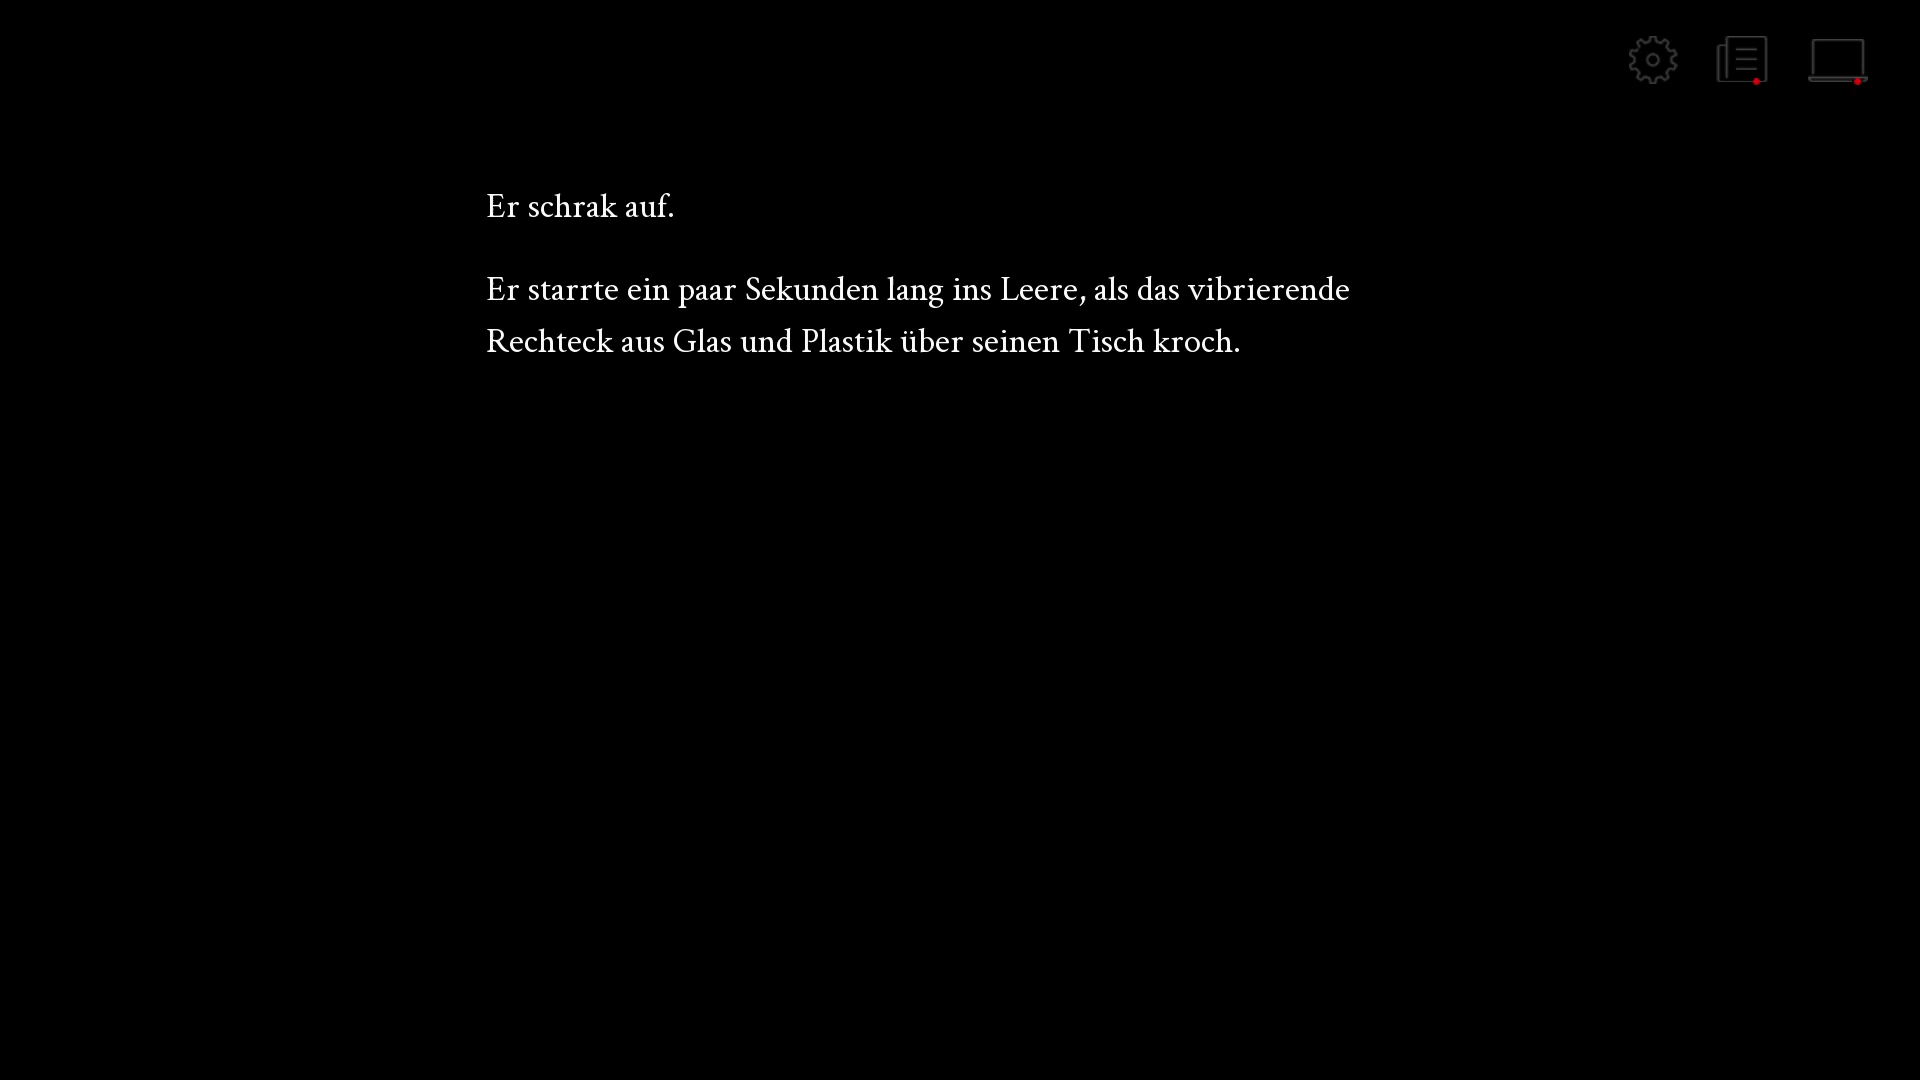 Er schrak auf.
Er starrte ein paar Sekunden lang ins Leere, als das vibrierende
Rechteck aus Glas und Plastik über seinen Tisch kroch.